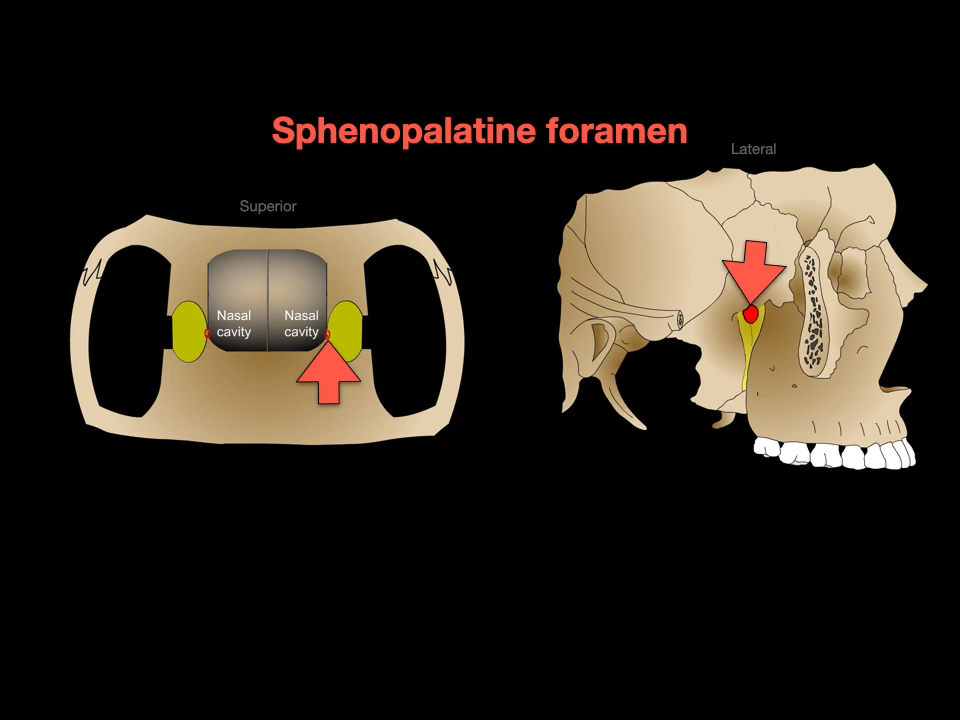 Sphenopalatine foramen
Lateral
Superior
Nasal
cavity
Nasal
cavity